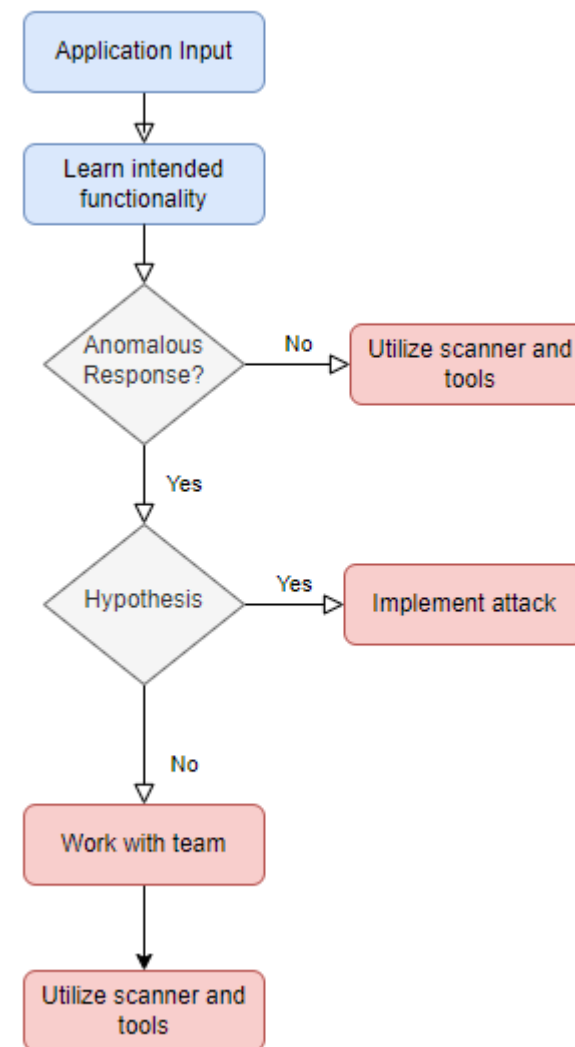 Application Input
Learn intended
functionality
Anomalous
Response?
No
Utilize scanner and
tools
Yes
Hypothesis
Yes
Implement attack
No
Work with team
Utilize scanner and
tools